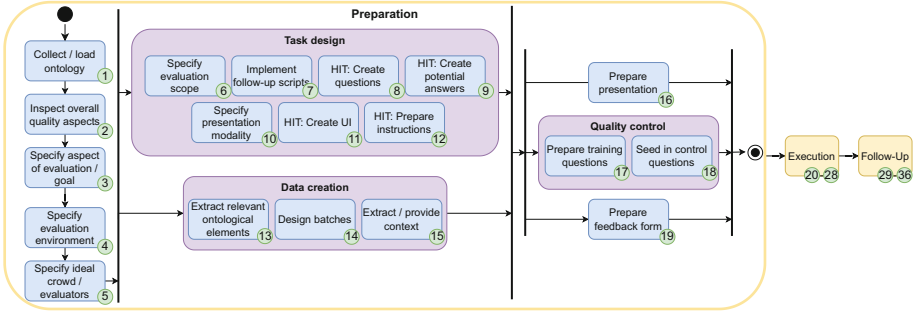 Preparation
Collect / load
ontology
1
Inspect overall
quality aspects
2
Specify aspect
of evaluation /
goal
3
Specify
evaluation
environment
4
Specify ideal
crowd /
evaluators
5
Task design
Specify
evaluation
scope
6
Implement
follow-up scripts
7
HIT: Create
questions
8
HIT: Create
potential
answers
9
Specify
presentation
modality
10
HIT: Create UI
11
HIT: Prepare
instructions
12
Data creation
Extract relevant
ontological
elements
13
Design batches
14
Extract / provide
context
15
Prepare
presentation
16
Quality control
Prepare training
questions
17
Seed in control
questions
18
Prepare
feedback form
19
Execution
20-28
Follow-Up
29-36